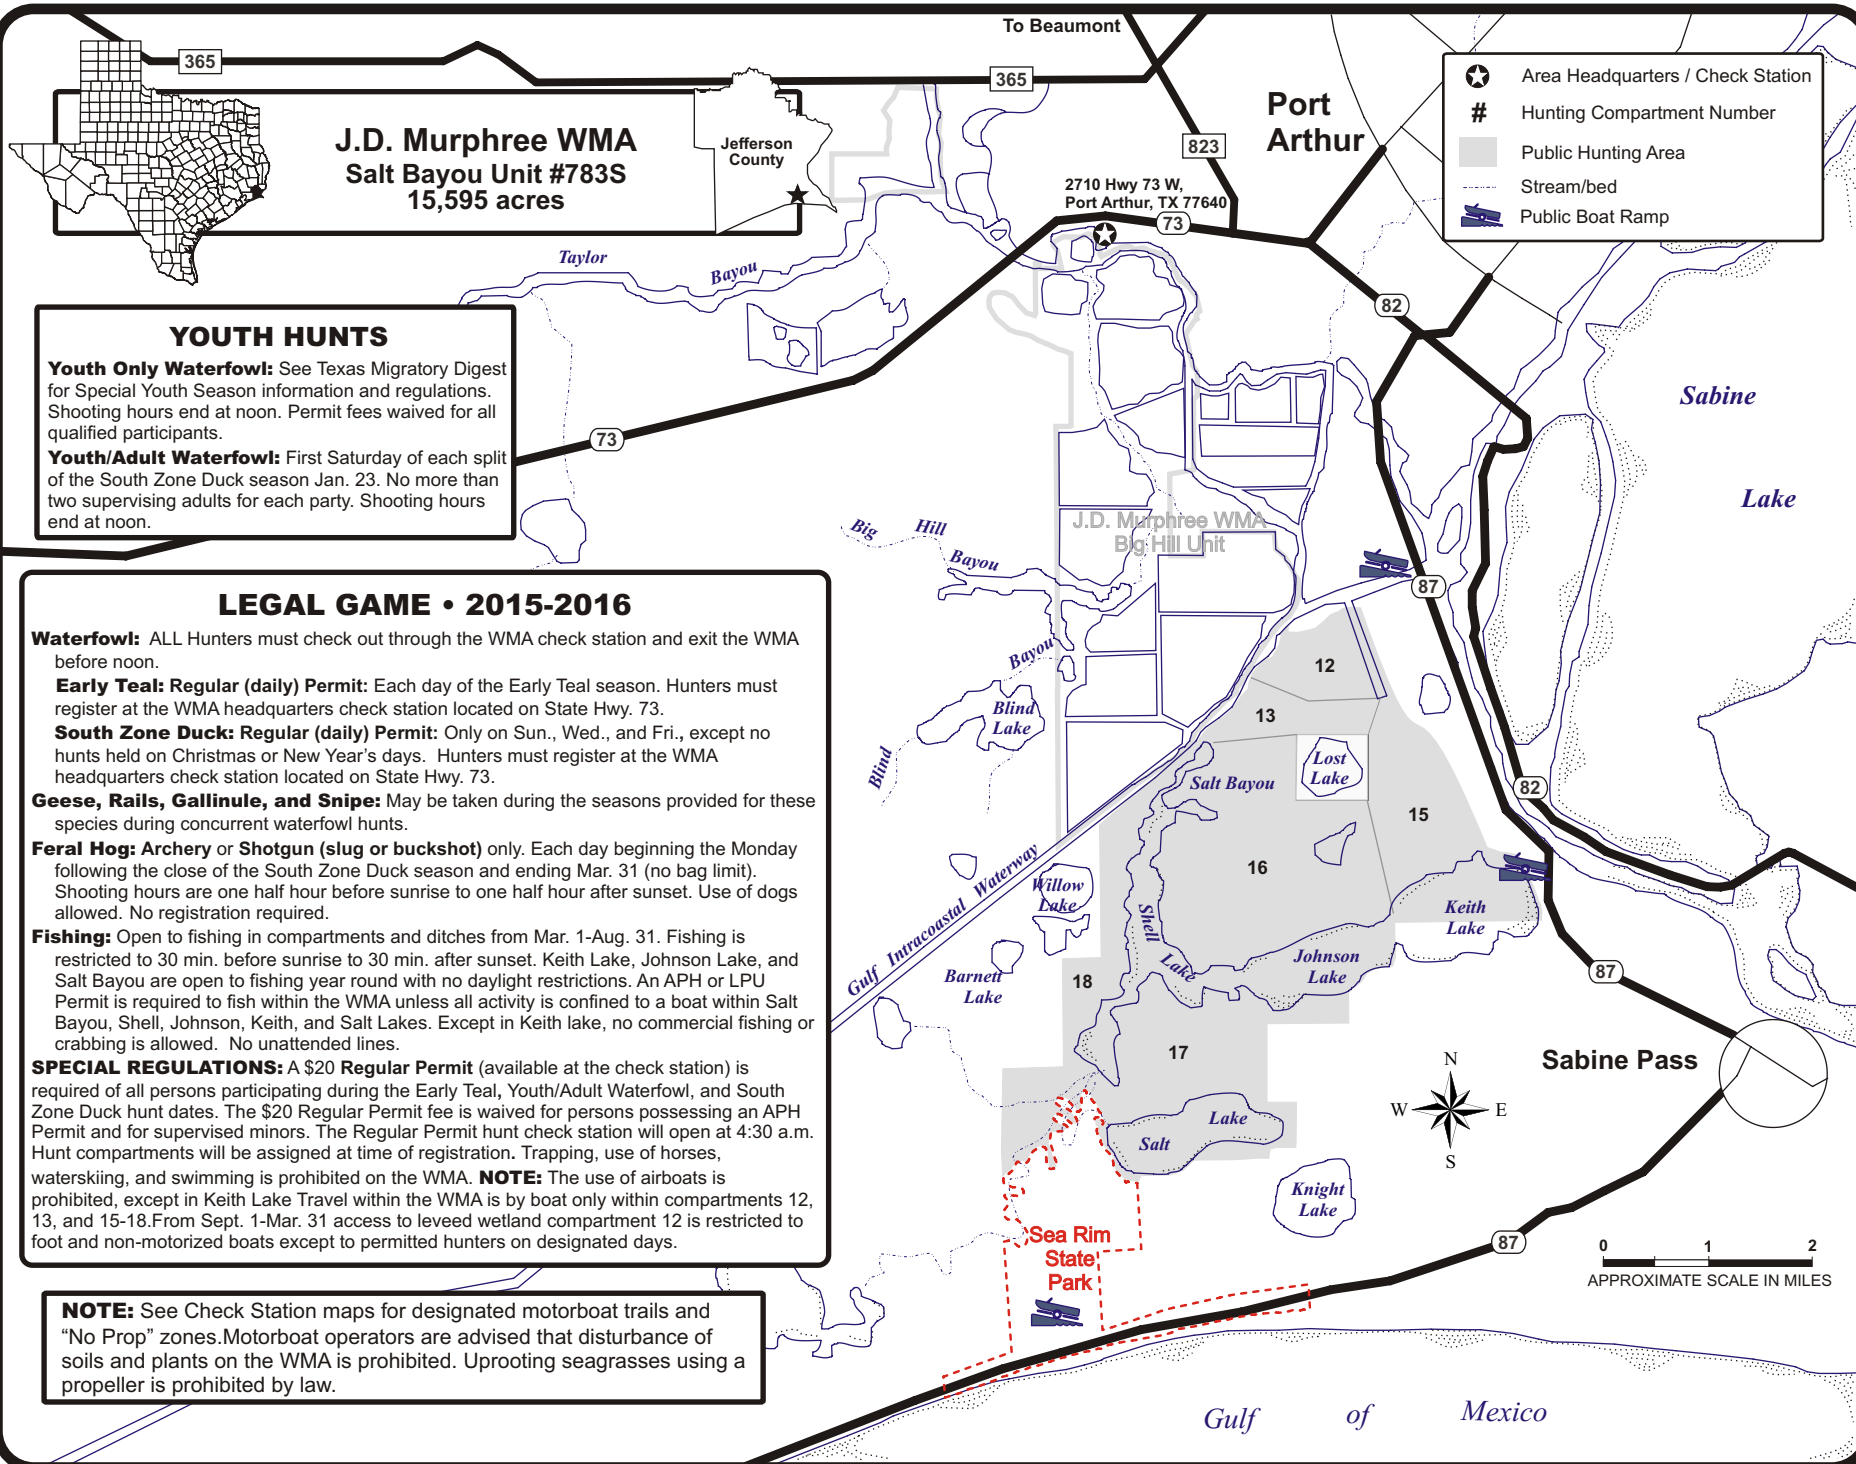 To Beaumont
365
365
J.D. Murphree WMA
Salt Bayou Unit #783S
15,595 acres
Jefferson
County
823
Port
Arthur
2710 Hwy 73 W,
Port Arthur, TX 77640
73
Area Headquarters / Check Station
# Hunting Compartment Number
Public Hunting Area
Stream/bed
Public Boat Ramp
Taylor
Bayou
82
YOUTH HUNTS
Youth Only Waterfowl: See Texas Migratory Digest
for Special Youth Season information and regulations.
Shooting hours end at noon. Permit fees waived for all
qualified participants.
Youth/Adult Waterfowl: First Saturday of each split
of the South Zone Duck season Jan. 23. No more than
two supervising adults for each party. Shooting hours
end at noon.
73
Sabine
Lake
J.D. Murphree WMA
Big Hill Unit
Big
Hill
Bayou
87
LEGAL GAME • 2015-2016
Waterfowl: ALL Hunters must check out through the WMA check station and exit the WMA
before noon.
Early Teal: Regular (daily) Permit: Each day of the Early Teal season. Hunters must
register at the WMA headquarters check station located on State Hwy. 73.
South Zone Duck: Regular (daily) Permit: Only on Sun., Wed., and Fri., except no
hunts held on Christmas or New Year's days. Hunters must register at the WMA
headquarters check station located on State Hwy. 73.
Geese, Rails, Gallinule, and Snipe: May be taken during the seasons provided for these
species during concurrent waterfowl hunts.
Feral Hog: Archery or Shotgun (slug or buckshot) only. Each day beginning the Monday
following the close of the South Zone Duck season and ending Mar. 31 (no bag limit).
Shooting hours are one half hour before sunrise to one half hour after sunset. Use of dogs
allowed. No registration required.
Fishing: Open to fishing in compartments and ditches from Mar. 1-Aug. 31. Fishing is
restricted to 30 min. before sunrise to 30 min. after sunset. Keith Lake, Johnson Lake, and
Salt Bayou are open to fishing year round with no daylight restrictions. An APH or LPU
Permit is required to fish within the WMA unless all activity is confined to a boat within Salt
Bayou, Shell, Johnson, Keith, and Salt Lakes. Except in Keith lake, no commercial fishing or
crabbing is allowed. No unattended lines.
SPECIAL REGULATIONS: A $20 Regular Permit (available at the check station) is
required of all persons participating during the Early Teal, Youth/Adult Waterfowl, and South
Zone Duck hunt dates. The $20 Regular Permit fee is waived for persons possessing an APH
Permit and for supervised minors. The Regular Permit hunt check station will open at 4:30 a.m.
Hunt compartments will be assigned at time of registration. Trapping, use of horses,
waterskiing, and swimming is prohibited on the WMA. NOTE: The use of airboats is
prohibited, except in Keith Lake Travel within the WMA is by boat only within compartments 12,
13, and 15-18.From Sept. 1-Mar. 31 access to leveed wetland compartment 12 is restricted to
foot and non-motorized boats except to permitted hunters on designated days.
Bayou
Blind
Blind
Lake
12
13
Lost
Lake
Salt Bayou
82
15
16
Gulf Intracoastal Waterway
Willow
Lake
Shell
Lake
Keith
Lake
Johnson
Lake
Barnett
Lake
18
87
17
Sabine Pass
N
W
E
S
Salt
Lake
Knight
Lake
Sea Rim
State
Park
87
0 1 2
APPROXIMATE SCALE IN MILES
NOTE: See Check Station maps for designated motorboat trails and
“No Prop” zones.Motorboat operators are advised that disturbance of
soils and plants on the WMA is prohibited. Uprooting seagrasses using a
propeller is prohibited by law.
Gulf of Mexico